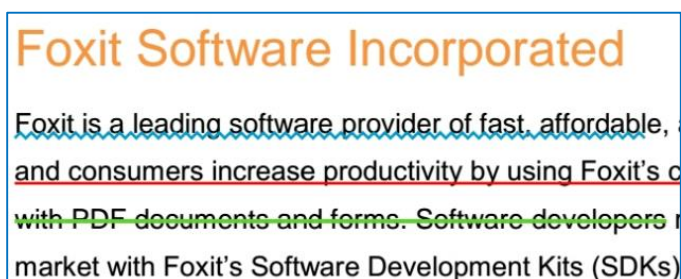 Foxit Software Incorporated
Foxit is a leading software provider of fast, affordable,
and consumers increase productivity by using Foxit's
with PDF documents and forms. Software developers
market with Foxit's Software Development Kits (SDKs)